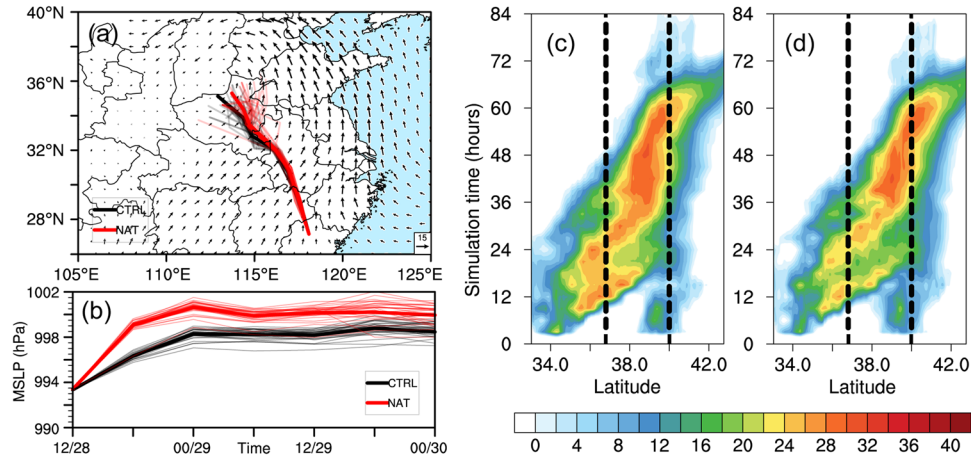 (a)
40°N
36°N
32°N
28°N
CTRL
NAT
15
105°E 110°E 115°E 120°E 125°E
(b)
1002
998
994
990
MSLP (hPa)
CTRL
NAT
12/28 00/29 Time 12/29 00/30
(c) (d)
84
72
60
48
36
24
12
0
Simulation time (hours)
34.0 38.0 42.0
Latitude
84
72
60
48
36
24
12
0
34.0 38.0 42.0
Latitude
0 4 8 12 16 20 24 28 32 36 40